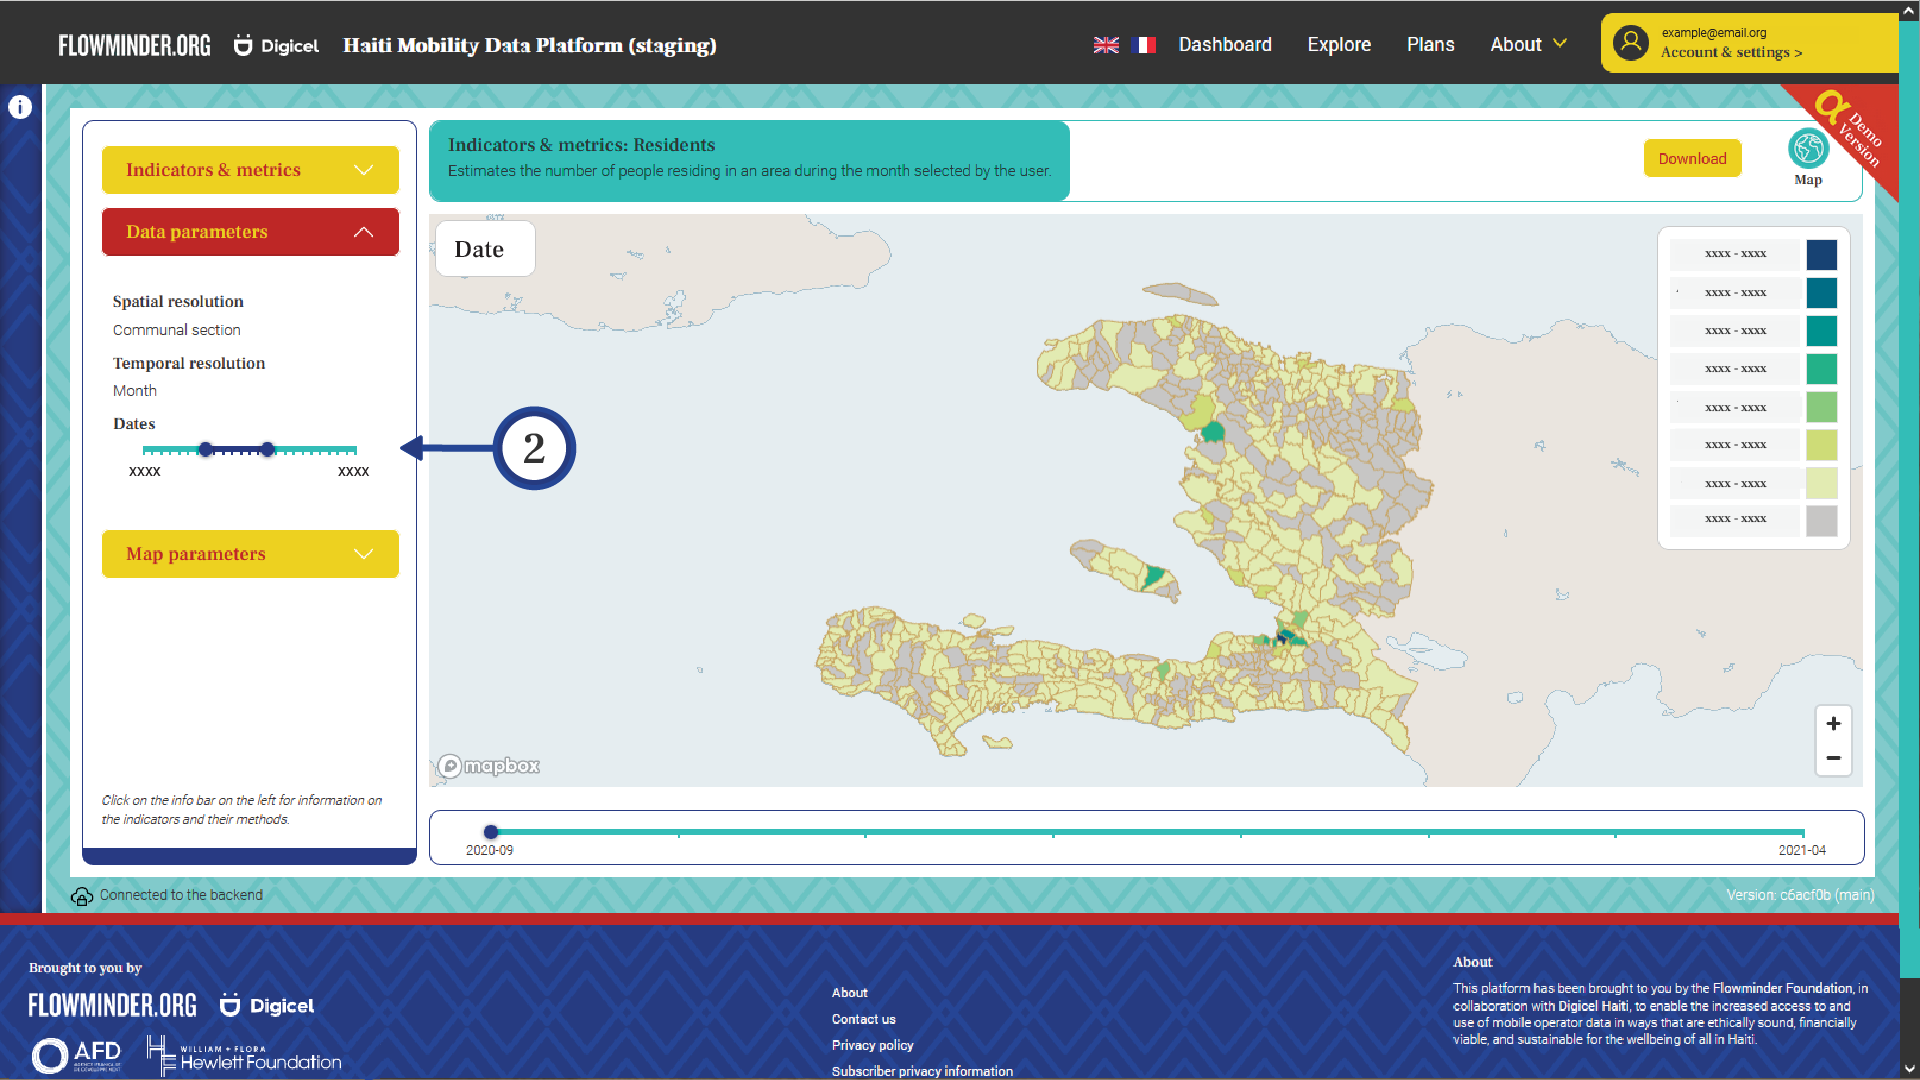 FLOWMINDER.ORG Digicel Haiti Mobility Data Platform (staging)
Dashboard Explore Plans About
example@email.org
Account & settings >
i
α Demo
Version
Indicators & metrics
Data parameters
Spatial resolution
Communal section
Temporal resolution
Month
Dates
xxxx xxxx
2
Map parameters
Click on the info bar on the left for information on
the indicators and their methods.
Indicators & metrics: Residents
Estimates the number of people residing in an area during the month selected by the user.
Download
Map
Date
xxxx - xxxx
xxxx - xxxx
xxxx - xxxx
xxxx - xxxx
xxxx - xxxx
xxxx - xxxx
xxxx - xxxx
xxxx - xxxx
+
−
mapbox
2020-09 2021-04
Connected to the backend
Version: c6acf0b (main)
Brought to you by
FLOWMINDER.ORG Digicel
AFD
AGENCE FRANÇAISE
DE DÉVELOPPEMENT
WILLIAM + FLORA
Hewlett Foundation
About
Contact us
Privacy policy
Subscriber privacy information
About
This platform has been brought to you by the Flowminder Foundation, in
collaboration with Digicel Haiti, to enable the increased access to and
use of mobile operator data in ways that are ethically sound, financially
viable, and sustainable for the wellbeing of all in Haiti.